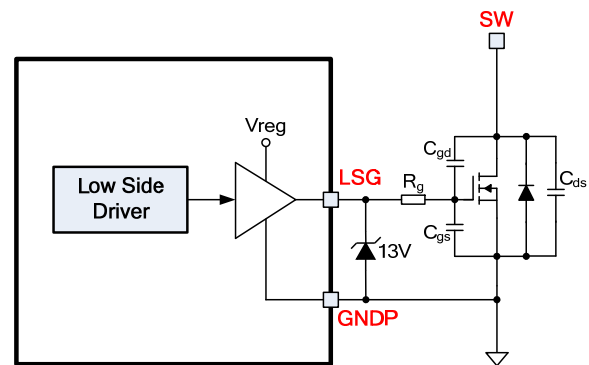 SW
Vreg
Low Side
Driver
LSG
Rg
Cgd
Cgs
Cds
13V
GNDP